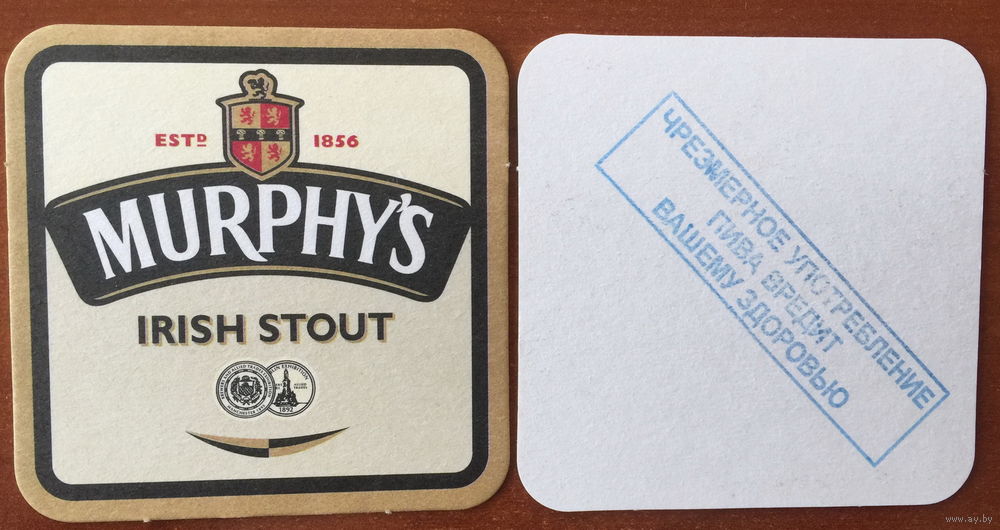 ESTD 1856
MURPHY'S
IRISH STOUT
1892
ЧРЕЗМЕРНОЕ УПОТРЕБЛЕНИЕ
ПИВА ВРЕДИТ
ВАШЕМУ ЗДОРОВЬЮ
www.ay.by